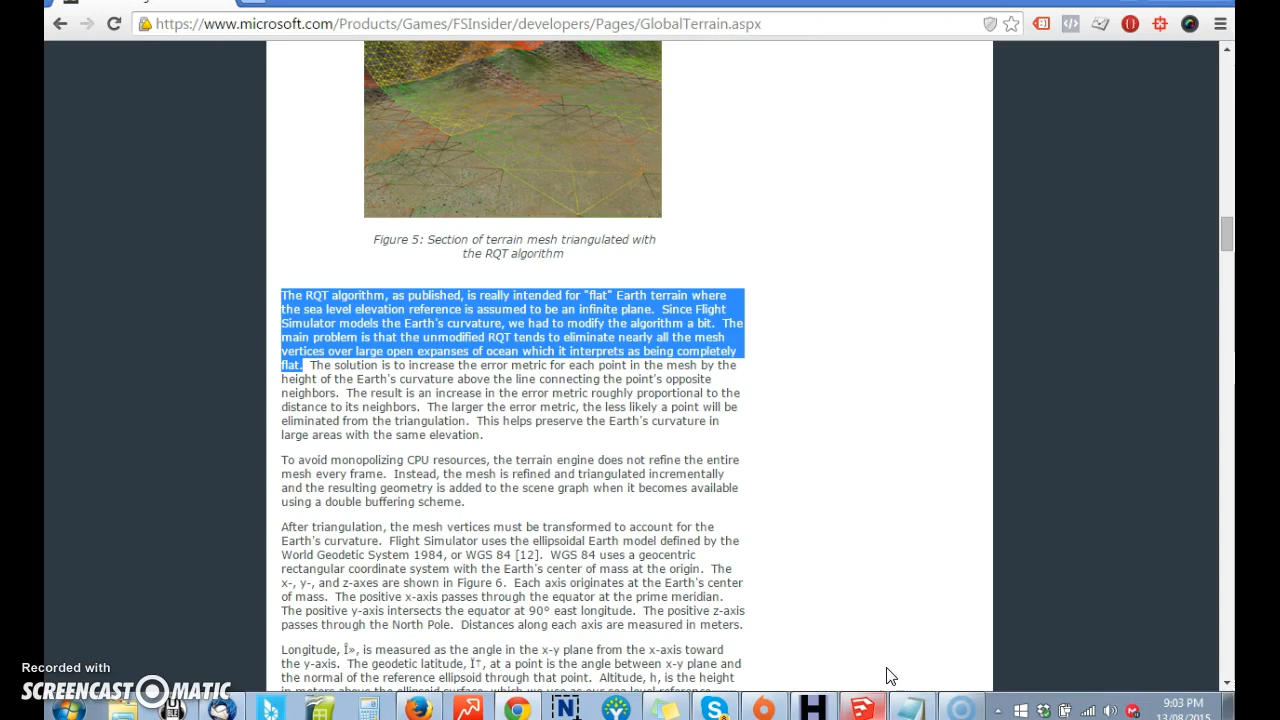 https://www.microsoft.com/Products/Games/FSInsider/developers/Pages/GlobalTerrain.aspx
Figure 5: Section of terrain mesh triangulated with
the RQT algorithm
The RQT algorithm, as published, is really intended for "flat" Earth terrain where
the sea level elevation reference is assumed to be an infinite plane. Since Flight
Simulator models the Earth's curvature, we had to modify the algorithm a bit. The
main problem is that the unmodified RQT tends to eliminate nearly all the mesh
vertices over large open expanses of ocean which it interprets as being completely
flat. The solution is to increase the error metric for each point in the mesh by the
height of the Earth's curvature above the line connecting the point's opposite
neighbors. The result is an increase in the error metric roughly proportional to the
distance to its neighbors. The larger the error metric, the less likely a point will be
eliminated from the triangulation. This helps preserve the Earth's curvature in
large areas with the same elevation.
To avoid monopolizing CPU resources, the terrain engine does not refine the entire
mesh every frame. Instead, the mesh is refined and triangulated incrementally
and the resulting geometry is added to the scene graph when it becomes available
using a double buffering scheme.
After triangulation, the mesh vertices must be transformed to account for the
Earth's curvature. Flight Simulator uses the ellipsoidal Earth model defined by the
World Geodetic System 1984, or WGS 84 [12]. WGS 84 uses a geocentric
rectangular coordinate system with the Earth's center of mass at the origin. The
x-, y-, and z-axes are shown in Figure 6. Each axis originates at the Earth's center
of mass. The positive x-axis passes through the equator at the prime meridian.
The positive y-axis intersects the equator at 90° east longitude. The positive z-axis
passes through the North Pole. Distances along each axis are measured in meters.
Longitude, Î», is measured as the angle in the x-y plane from the x-axis toward
the y-axis. The geodetic latitude, Ï†, at a point is the angle between x-y plane and
the normal of the reference ellipsoid through that point. Altitude, h, is the height
in meters above the ellipsoid surface, which we use as our sea level reference.
Recorded with
SCREENCAST O MATIC
9:03 PM
13/08/2015